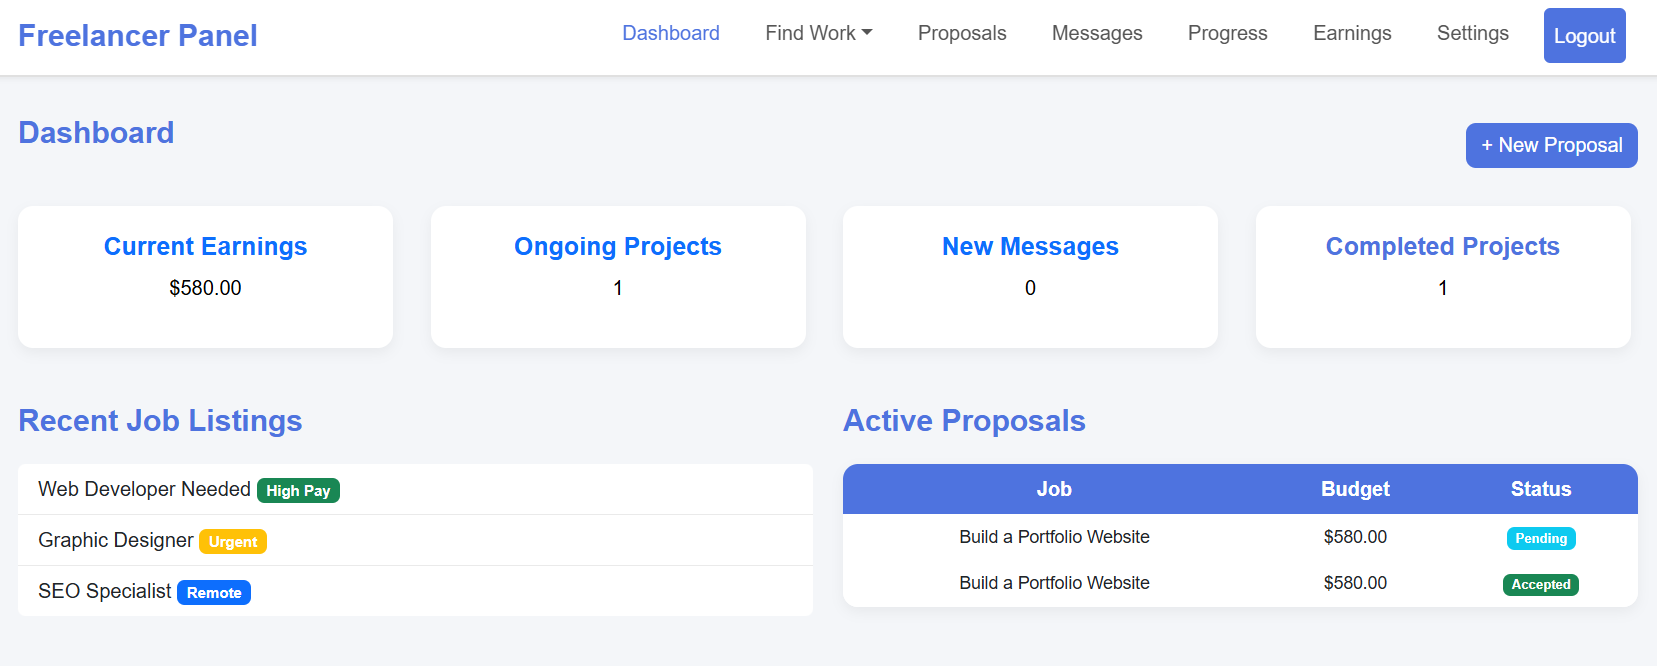 Freelancer Panel
Dashboard Find Work Proposals Messages Progress Earnings Settings Logout
Dashboard
+ New Proposal
Current Earnings
$580.00
Ongoing Projects
1
New Messages
0
Completed Projects
1
Recent Job Listings
Web Developer Needed High Pay
Graphic Designer Urgent
SEO Specialist Remote
Active Proposals
Job Budget Status
Build a Portfolio Website $580.00 Pending
Build a Portfolio Website $580.00 Accepted